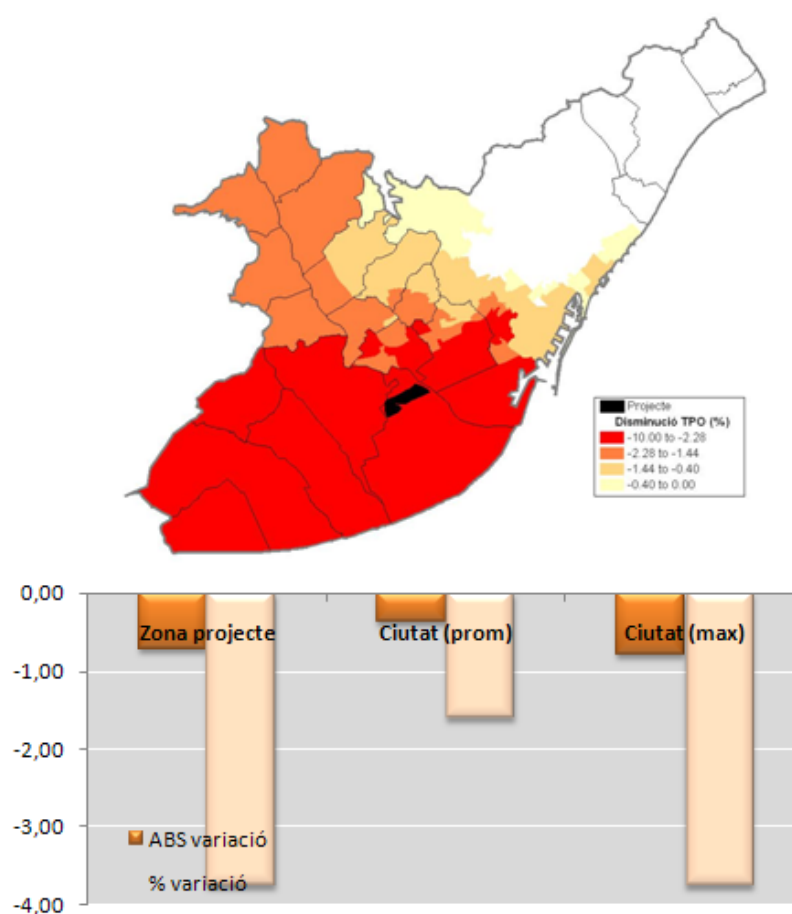 Projecte
Disminució TPO (%)
-10.00 to -2.28
-2.28 to -1.44
-1.44 to -0.40
-0.40 to 0.00
0,00
Zona projecte Ciutat (prom) Ciutat (max)
-1,00
-2,00
-3,00
ABS variació
% variació
-4,00